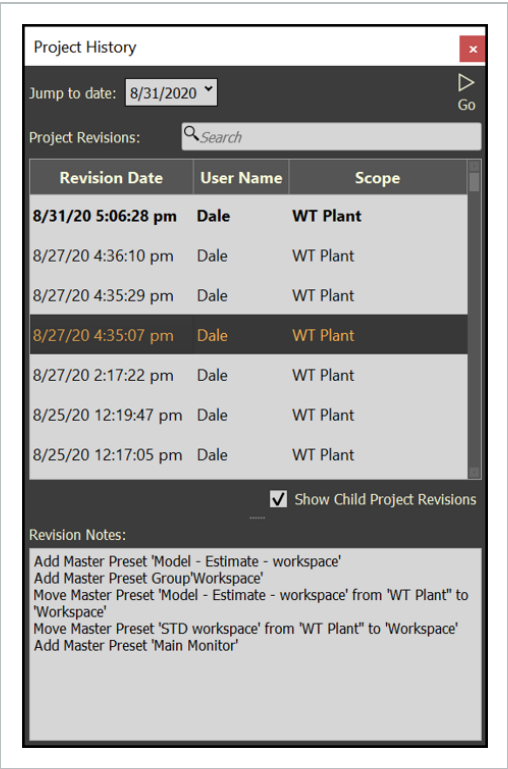 Project History
Jump to date: 8/31/2020
Go
Project Revisions: Search
Revision Date User Name Scope
8/31/20 5:06:28 pm Dale WT Plant
8/27/20 4:36:10 pm Dale WT Plant
8/27/20 4:35:29 pm Dale WT Plant
8/27/20 4:35:07 pm Dale WT Plant
8/27/20 2:17:22 pm Dale WT Plant
8/25/20 12:19:47 pm Dale WT Plant
8/25/20 12:17:05 pm Dale WT Plant
Show Child Project Revisions
Revision Notes:
Add Master Preset 'Model - Estimate - workspace'
Add Master Preset Group'Workspace'
Move Master Preset 'Model - Estimate - workspace' from 'WT Plant" to
'Workspace'
Move Master Preset 'STD workspace' from 'WT Plant" to 'Workspace'
Add Master Preset 'Main Monitor'